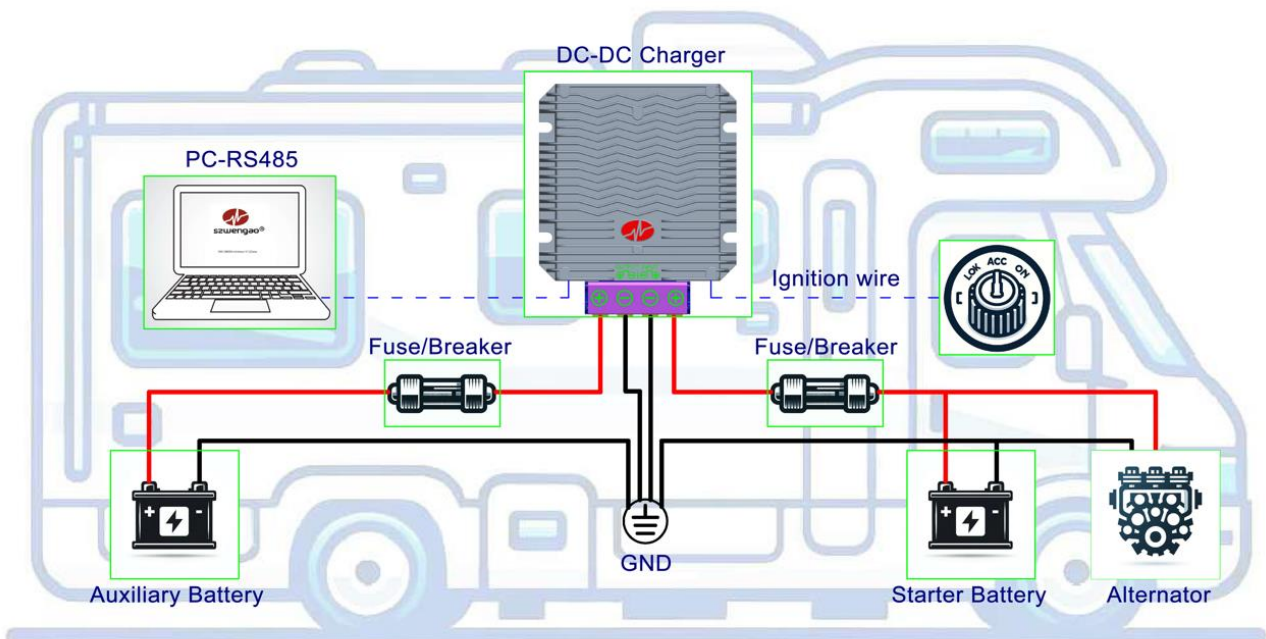 DC-DC Charger
PC-RS485
szwengao®
LOK ACC ON
Ignition wire
Fuse/Breaker
Fuse/Breaker
GND
Auxiliary Battery
Starter Battery
Alternator